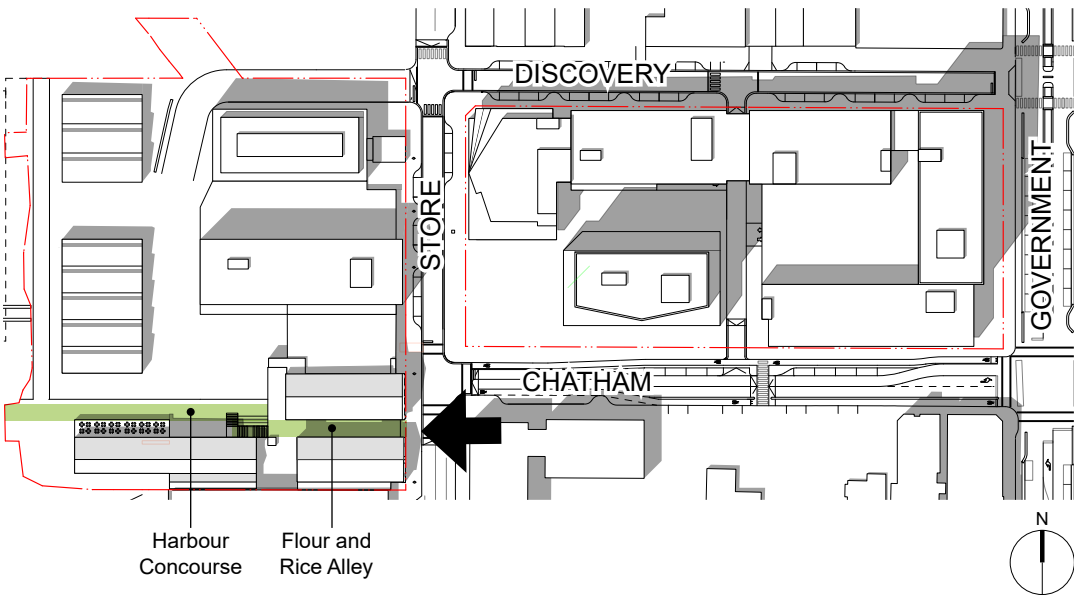 DISCOVERY
STORE
GOVERNMENT
CHATHAM
Harbour
Concourse
Flour and
Rice Alley
N